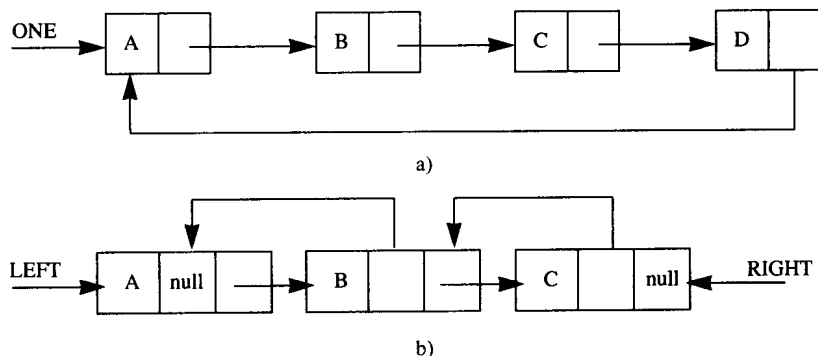 ONE
A B C D
a)
LEFT A null B C null RIGHT
b)